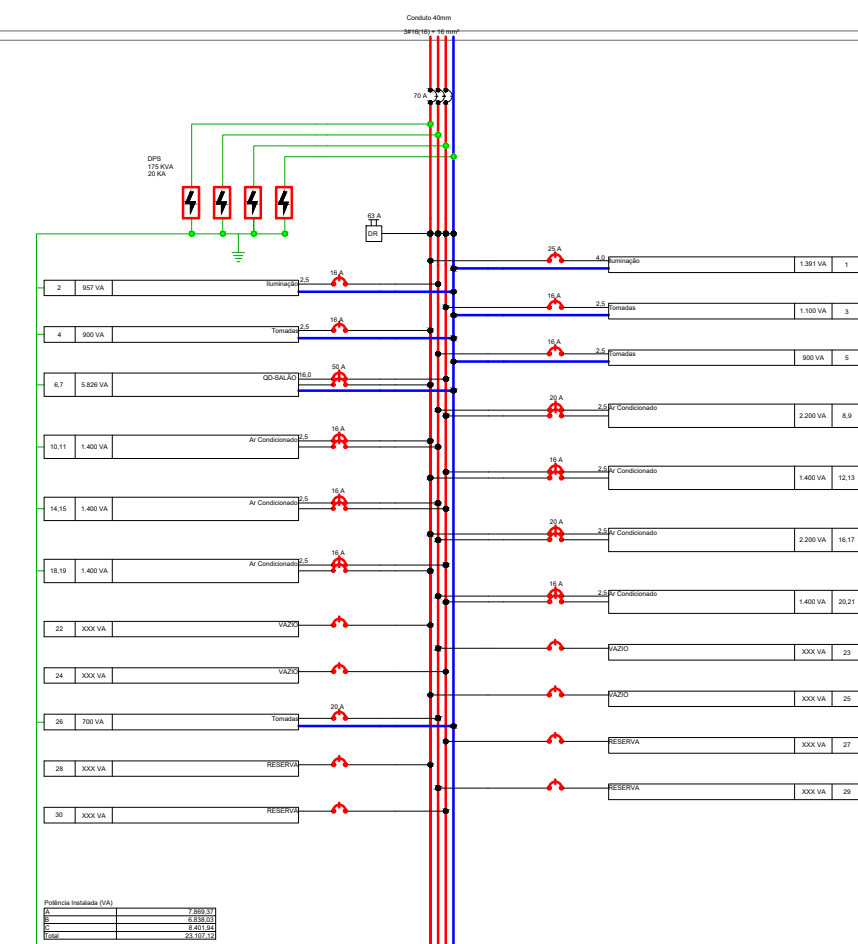 Conduto 40mm
3#16(16) + 16 mm²
70 A
DPS
175 KVA
20 KA
63 A
DR
25 A
4,0 Iluminação 1.391 VA 1
2 957 VA Iluminação 2,5 16 A
16 A
2,5 Tomadas 1.100 VA 3
4 900 VA Tomadas 2,5 16 A
16 A
2,5 Tomadas 900 VA 5
6,7 5.826 VA QD-SALÃO 16,0 50 A
20 A
2,5 Ar Condicionado 2.200 VA 8,9
10,11 1.400 VA Ar Condicionado 2,5 16 A
16 A
2,5 Ar Condicionado 1.400 VA 12,13
14,15 1.400 VA Ar Condicionado 2,5 16 A
20 A
2,5 Ar Condicionado 2.200 VA 16,17
18,19 1.400 VA Ar Condicionado 2,5 16 A
16 A
2,5 Ar Condicionado 1.400 VA 20,21
22 XXX VA VAZIO
VAZIO XXX VA 23
24 XXX VA VAZIO
VAZIO XXX VA 25
26 700 VA Tomadas 20 A
RESERVA XXX VA 27
28 XXX VA RESERVA
RESERVA XXX VA 29
30 XXX VA RESERVA
Potência Instalada (VA)
A 7.869,37
B 6.838,03
C 8.401,94
Total 23.107,12